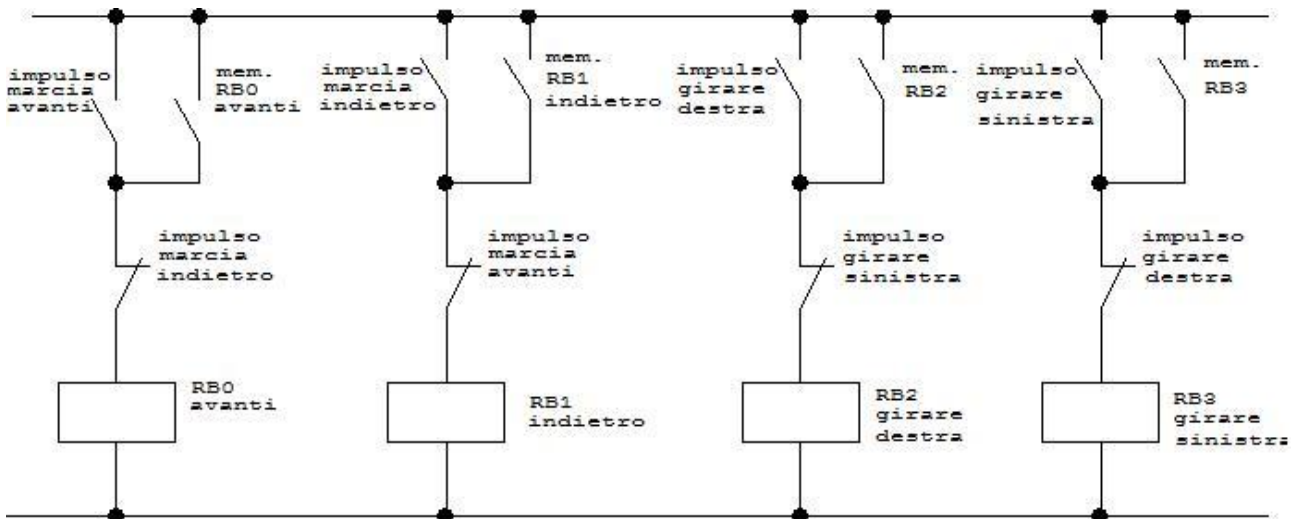 impulso
marcia
avanti
mem.
RB0
avanti
impulso
marcia
indietro
mem.
RB1
indietro
impulso
girare
destra
mem.
RB2
impulso
girare
sinistra
mem.
RB3
impulso
marcia
indietro
impulso
marcia
avanti
impulso
girare
sinistra
impulso
girare
destra
RB0
avanti
RB1
indietro
RB2
girare
destra
RB3
girare
sinistra